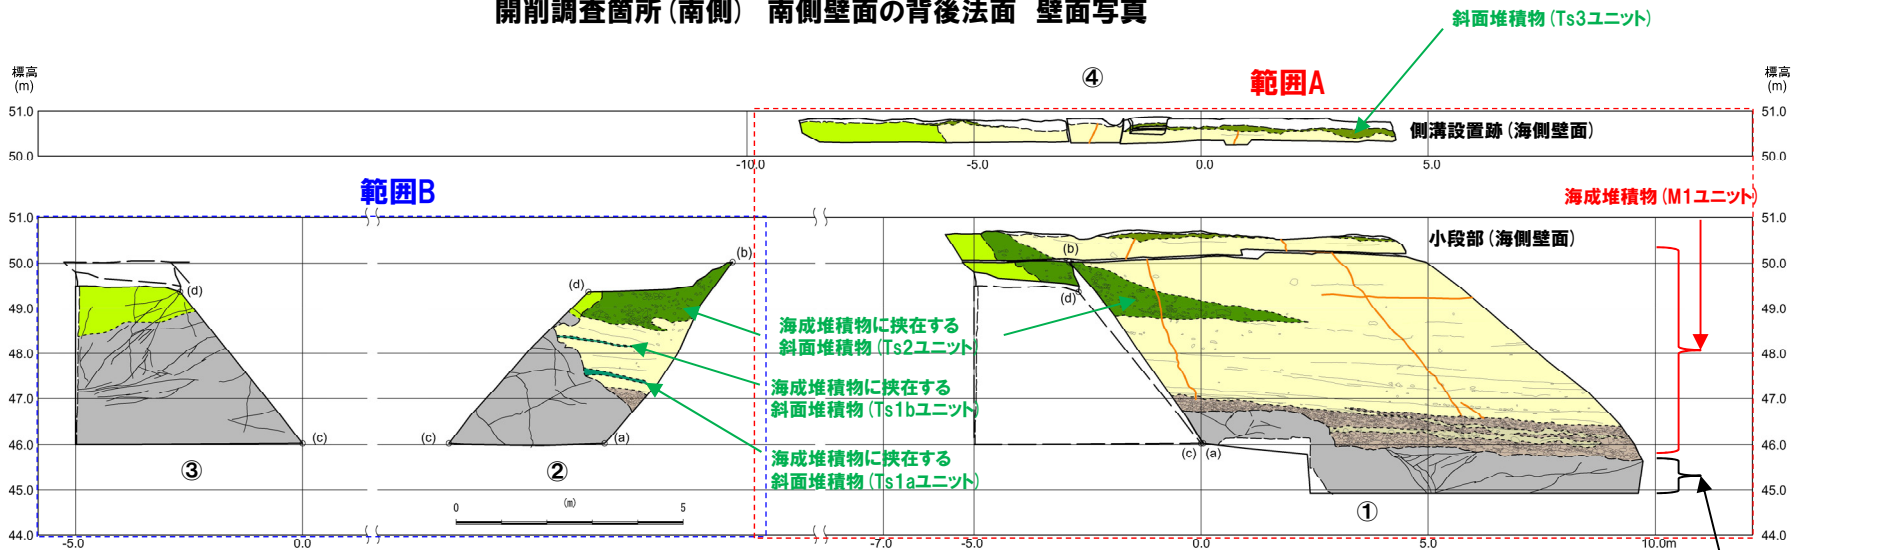 開削調査箇所(南側) 南側壁面の背後法面 壁面写真
斜面堆積物(Ts3ユニット)
標高
(m)
④
範囲A
標高
(m)
51.0
51.0
側溝設置跡(海側壁面)
50.0
50.0
-10.0
-5.0
0.0
5.0
範囲B
海成堆積物(M1ユニット)
51.0
51.0
小段部(海側壁面)
(b)
(b)
50.0
50.0
(d)
(d)
(d)
49.0
49.0
海成堆積物に挟在する
斜面堆積物(Ts2ユニット)
48.0
48.0
海成堆積物に挟在する
斜面堆積物(Ts1bユニット)
47.0
47.0
46.0
46.0
(c)
(c)
(a)
(c)
(a)
海成堆積物に挟在する
斜面堆積物(Ts1aユニット)
③
②
①
45.0
45.0
0
(m)
5
44.0
44.0
-5.0
0.0
-7.0
-5.0
0.0
5.0
10.0m